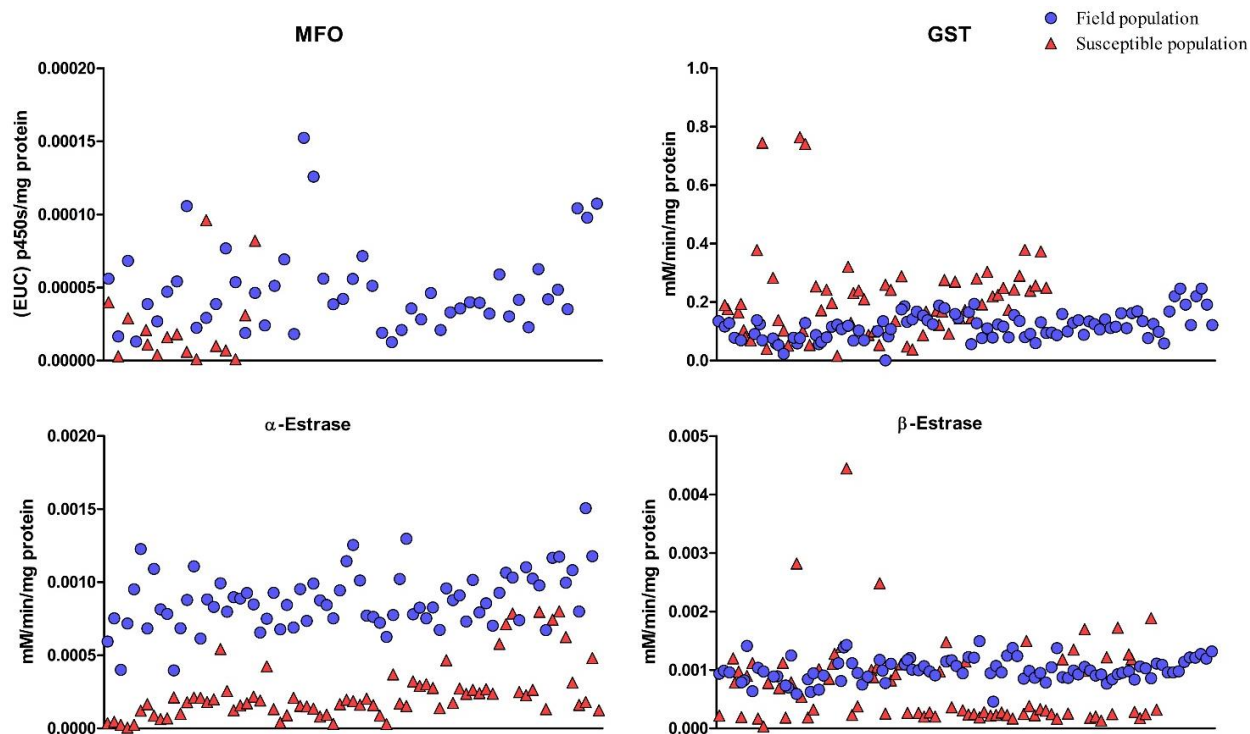 MFO
GST
Field population
Susceptible population
(EUC) p450s/mg protein
0.00020
0.00015
0.00010
0.00005
0.00000
mM/min/mg protein
1.0
0.8
0.6
0.4
0.2
0.0
α-Estrase
β-Estrase
mM/min/mg protein
0.0020
0.0015
0.0010
0.0005
0.0000
mM/min/mg protein
0.005
0.004
0.003
0.002
0.001
0.000